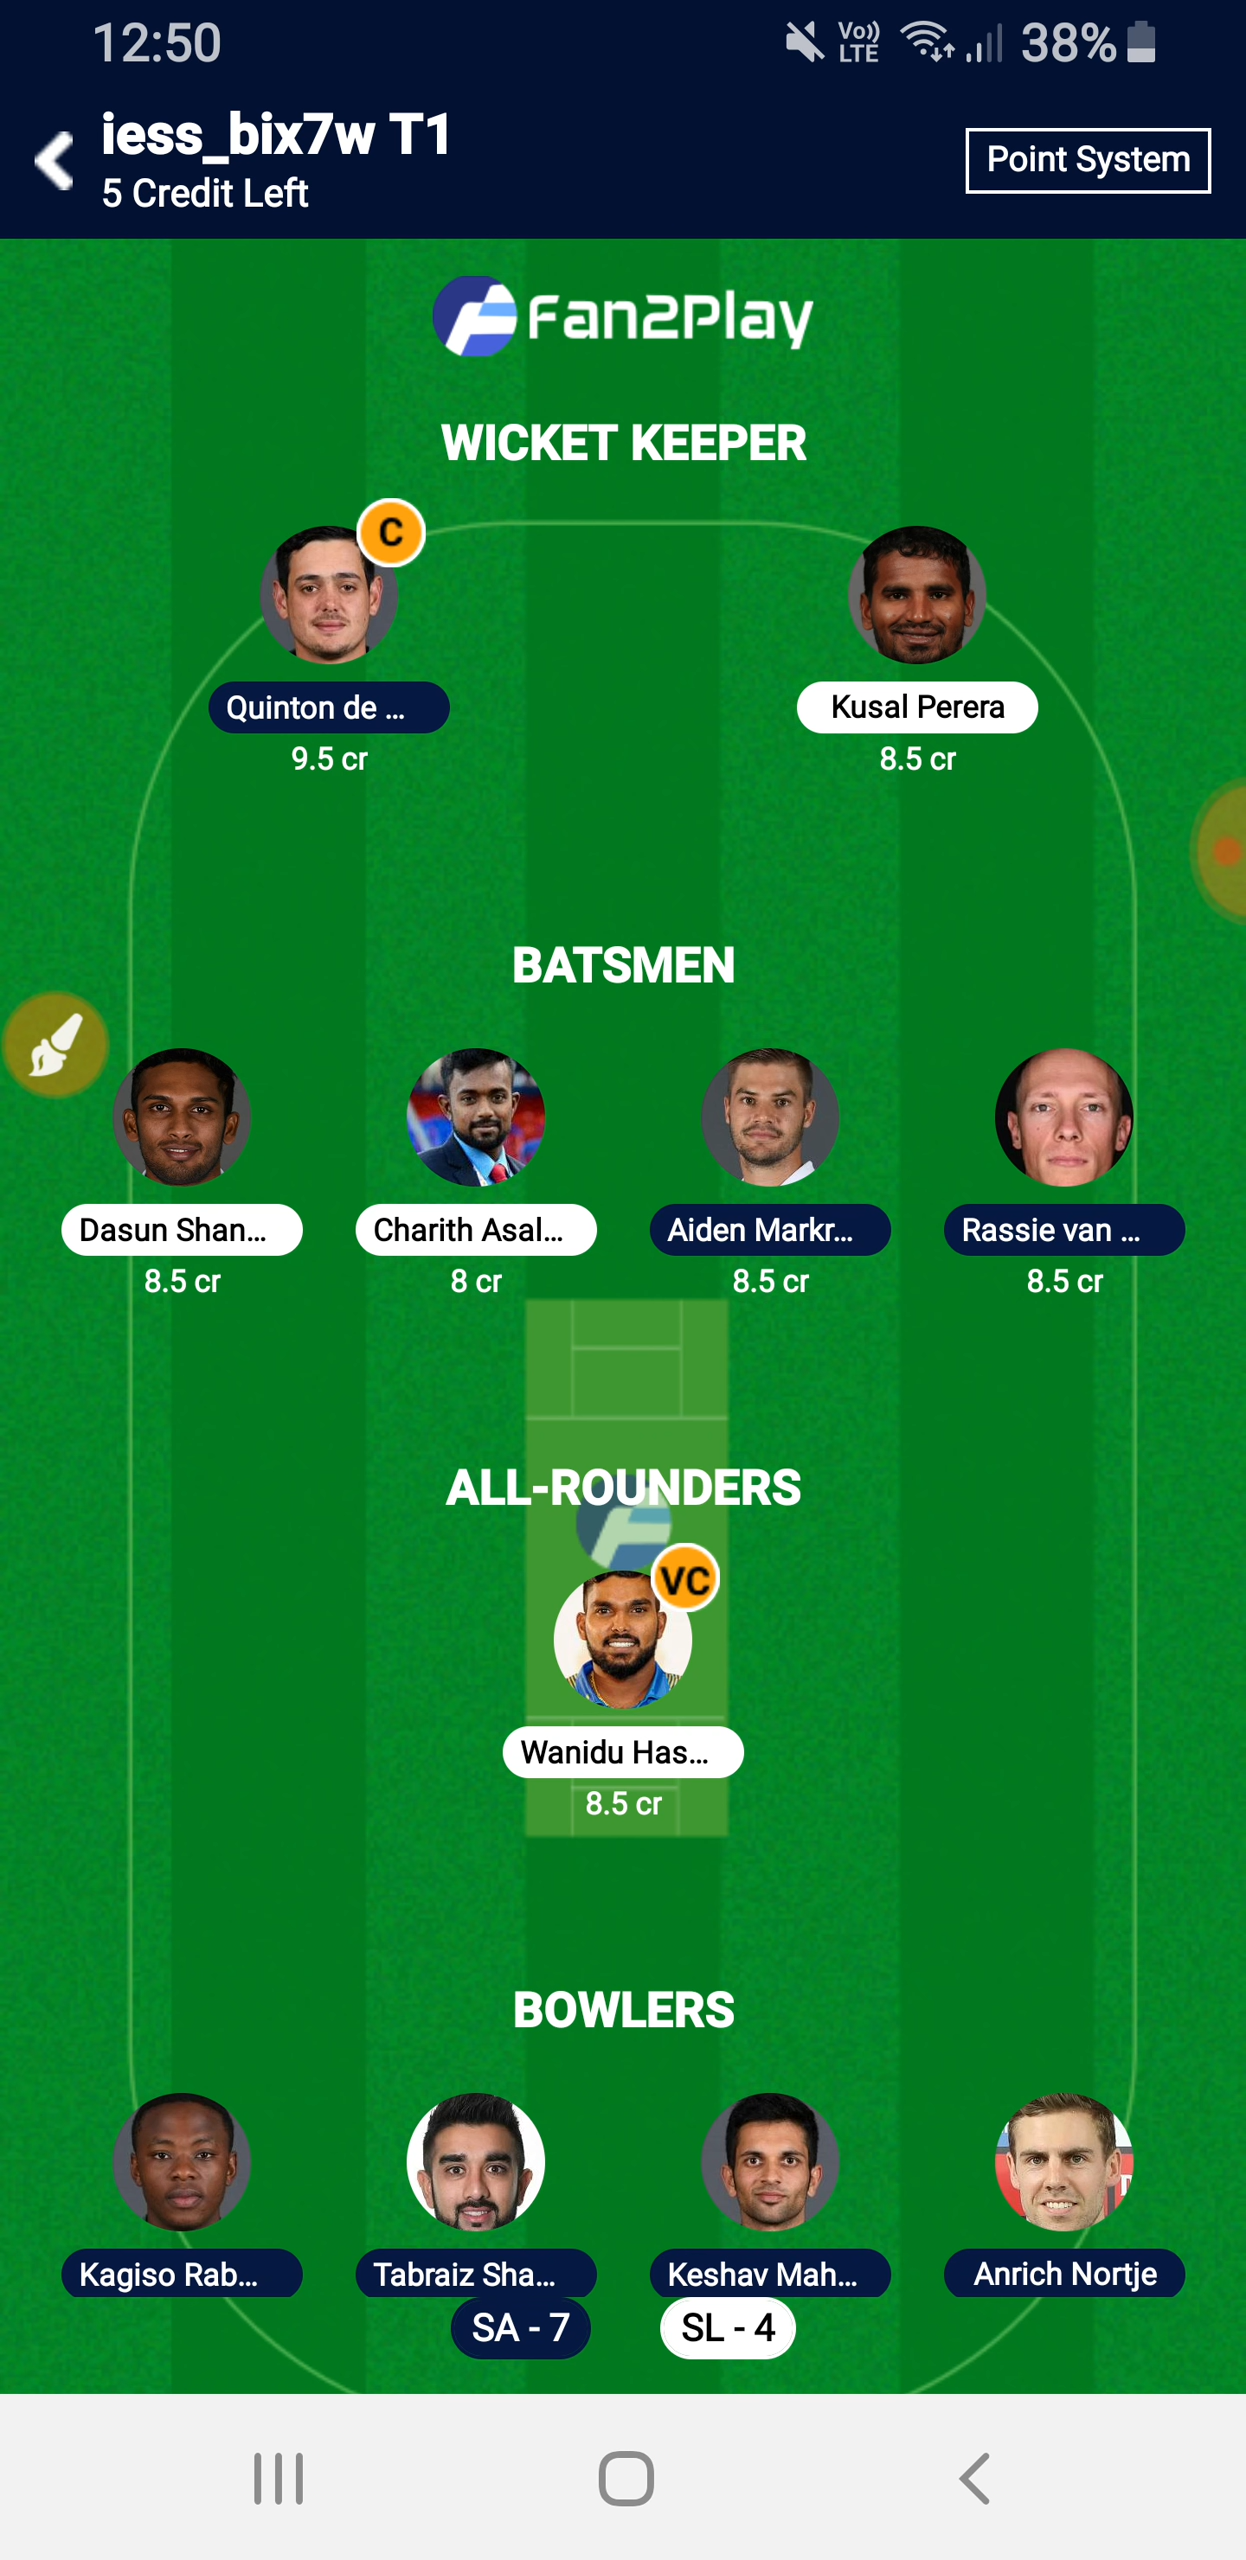 12:50
Vo)) LTE
38%
iess_bix7w T1
5 Credit Left
Point System
Fan2Play
WICKET KEEPER
C
Quinton de ...
Kusal Perera
9.5 cr
8.5 cr
BATSMEN
Dasun Shan...
Charith Asal...
Aiden Markr...
Rassie van ...
8.5 cr
8 cr
8.5 cr
8.5 cr
ALL-ROUNDERS
VC
Wanidu Has...
8.5 cr
BOWLERS
Kagiso Rab...
Tabraiz Sha...
Keshav Mah...
Anrich Nortje
SA - 7
SL - 4